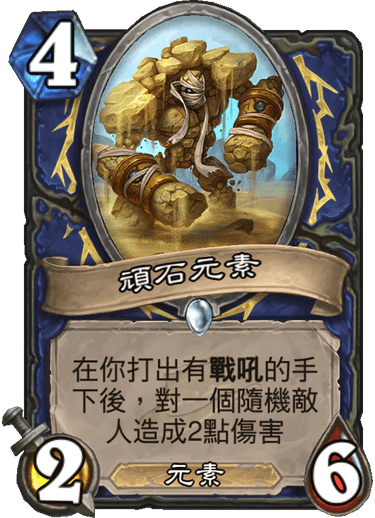 4
頑石元素
在你打出有戰吼的手
下後，對一個隨機敵
人造成2點傷害
元素
2
6